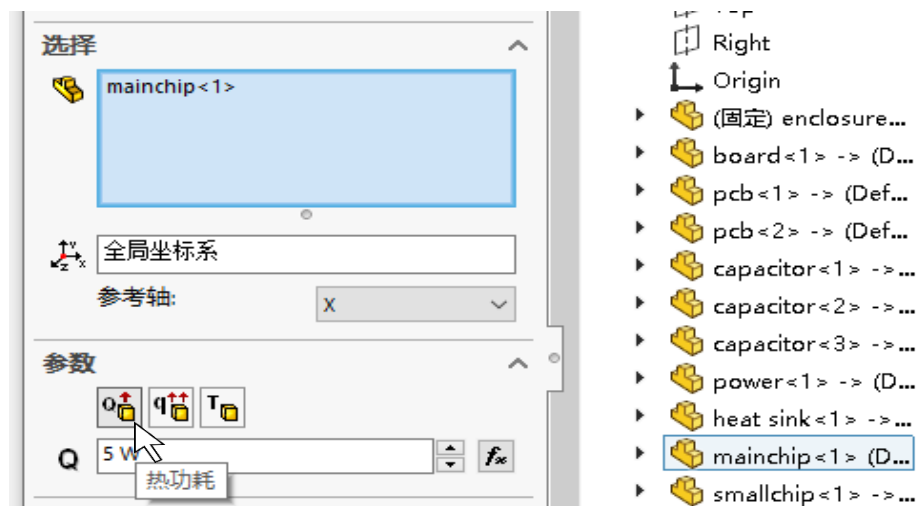 选择
mainchip<1>
全局坐标系
参考轴:
X
参数
Q
q
T
Q
5 W
fx
热功耗
Right
Origin
(固定) enclosure...
board<1> -> (D...
pcb<1> -> (Def...
pcb<2> -> (Def...
capacitor<1> ->...
capacitor<2> ->...
capacitor<3> ->...
power<1> -> (D...
heat sink<1> ->...
mainchip<1> (D...
smallchip<1> ->...